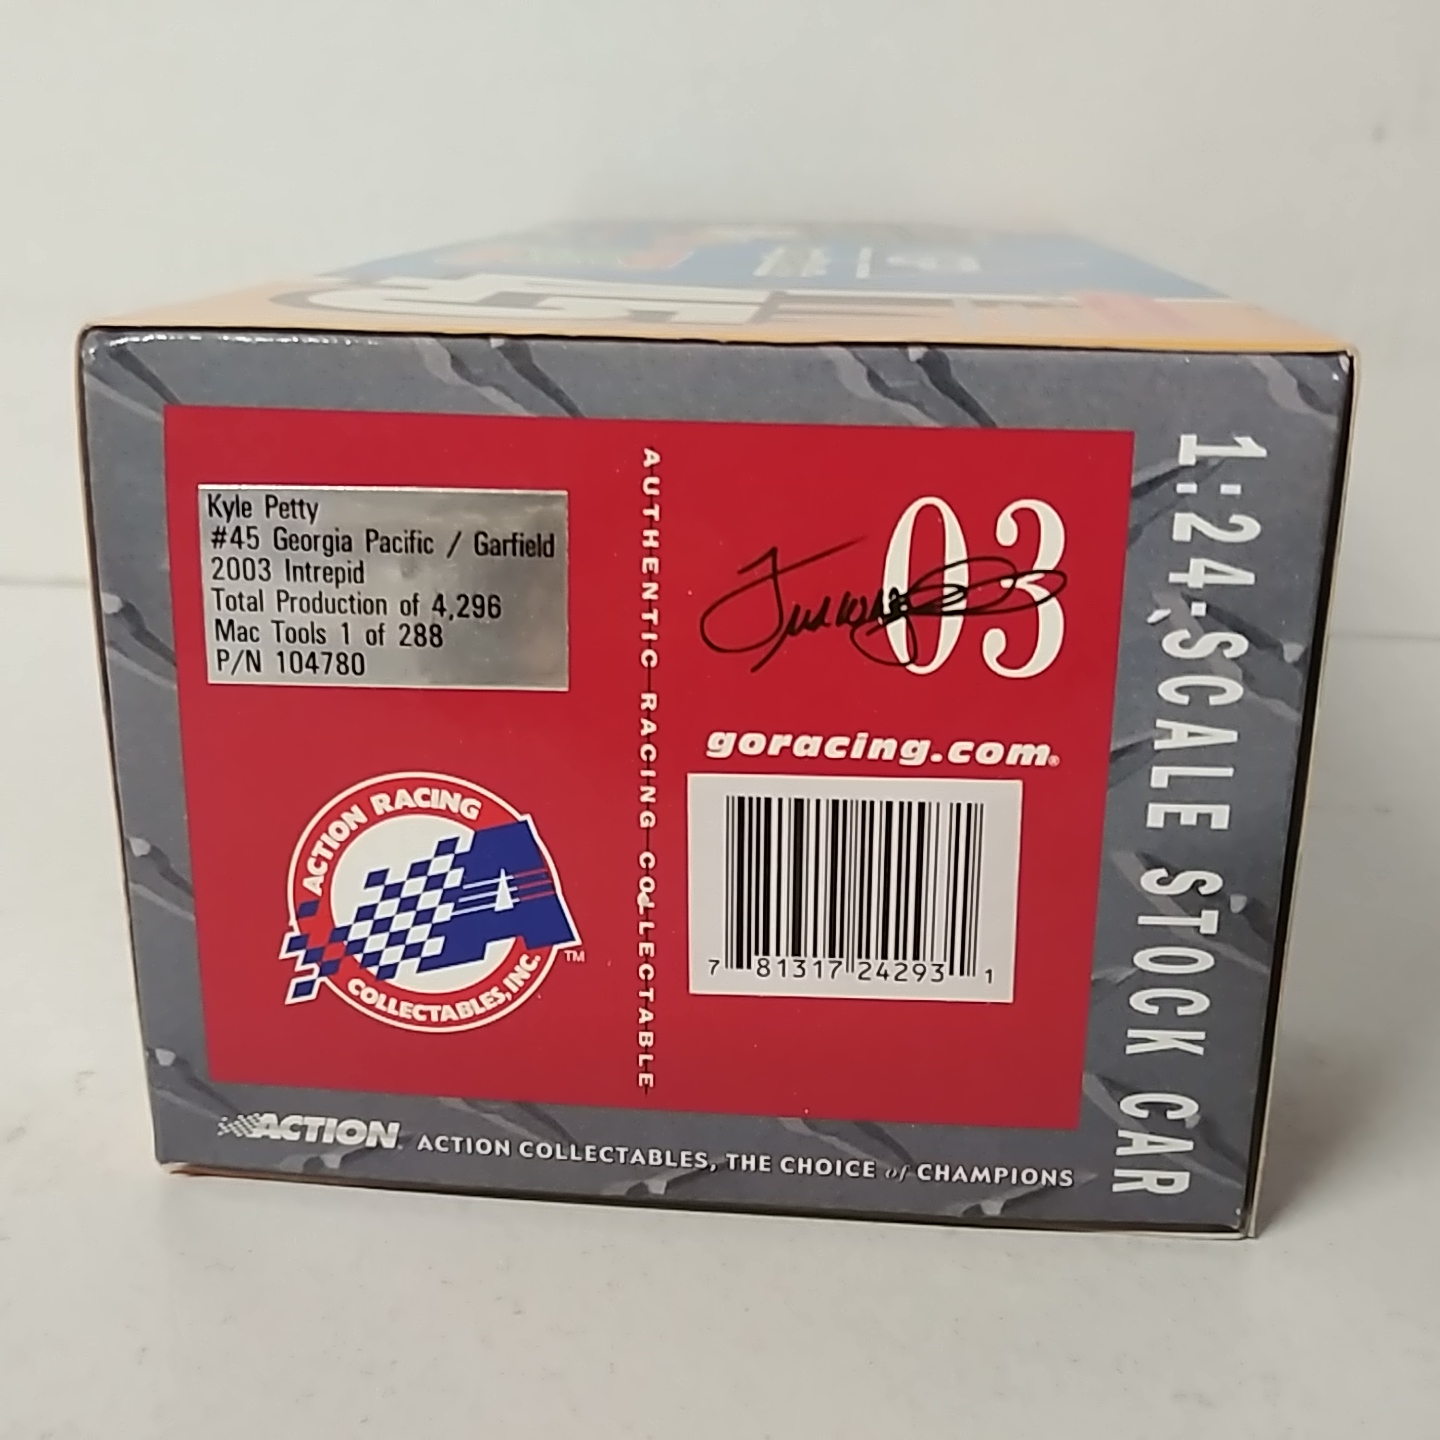 45
Kyle Petty
#45 Georgia Pacific / Garfield
2003 Intrepid
Total Production of 4,296
Mac Tools 1 of 288
P/N 104780
ACTION RACING
COLLECTABLES, INC.
TM
AUTHENTIC RACING COLLECTABLE
03
goracing.com®
7 81317 24293 1
1:24-SCALE STOCK CAR
ACTION ACTION COLLECTABLES, THE CHOICE of CHAMPIONS